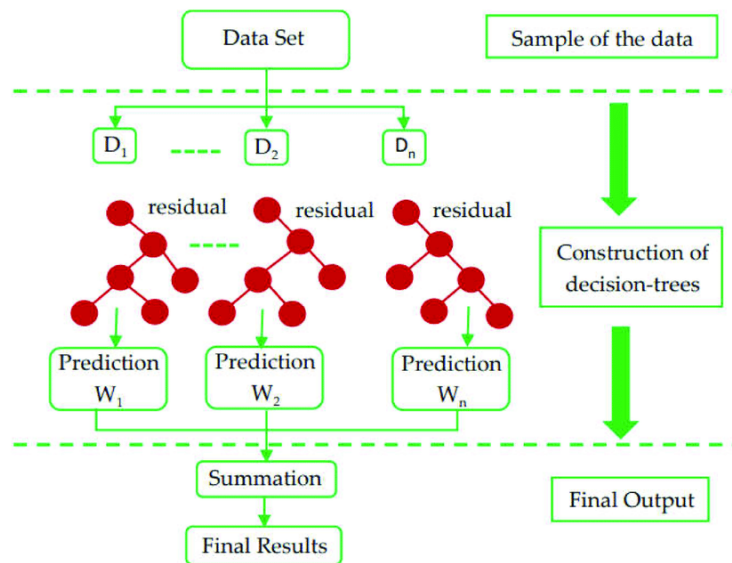 Data Set
Sample of the data
D₁
D₂
Dₙ
residual
residual
residual
Construction of
decision-trees
Prediction
W₁
Prediction
W₂
Prediction
Wₙ
Summation
Final Output
Final Results